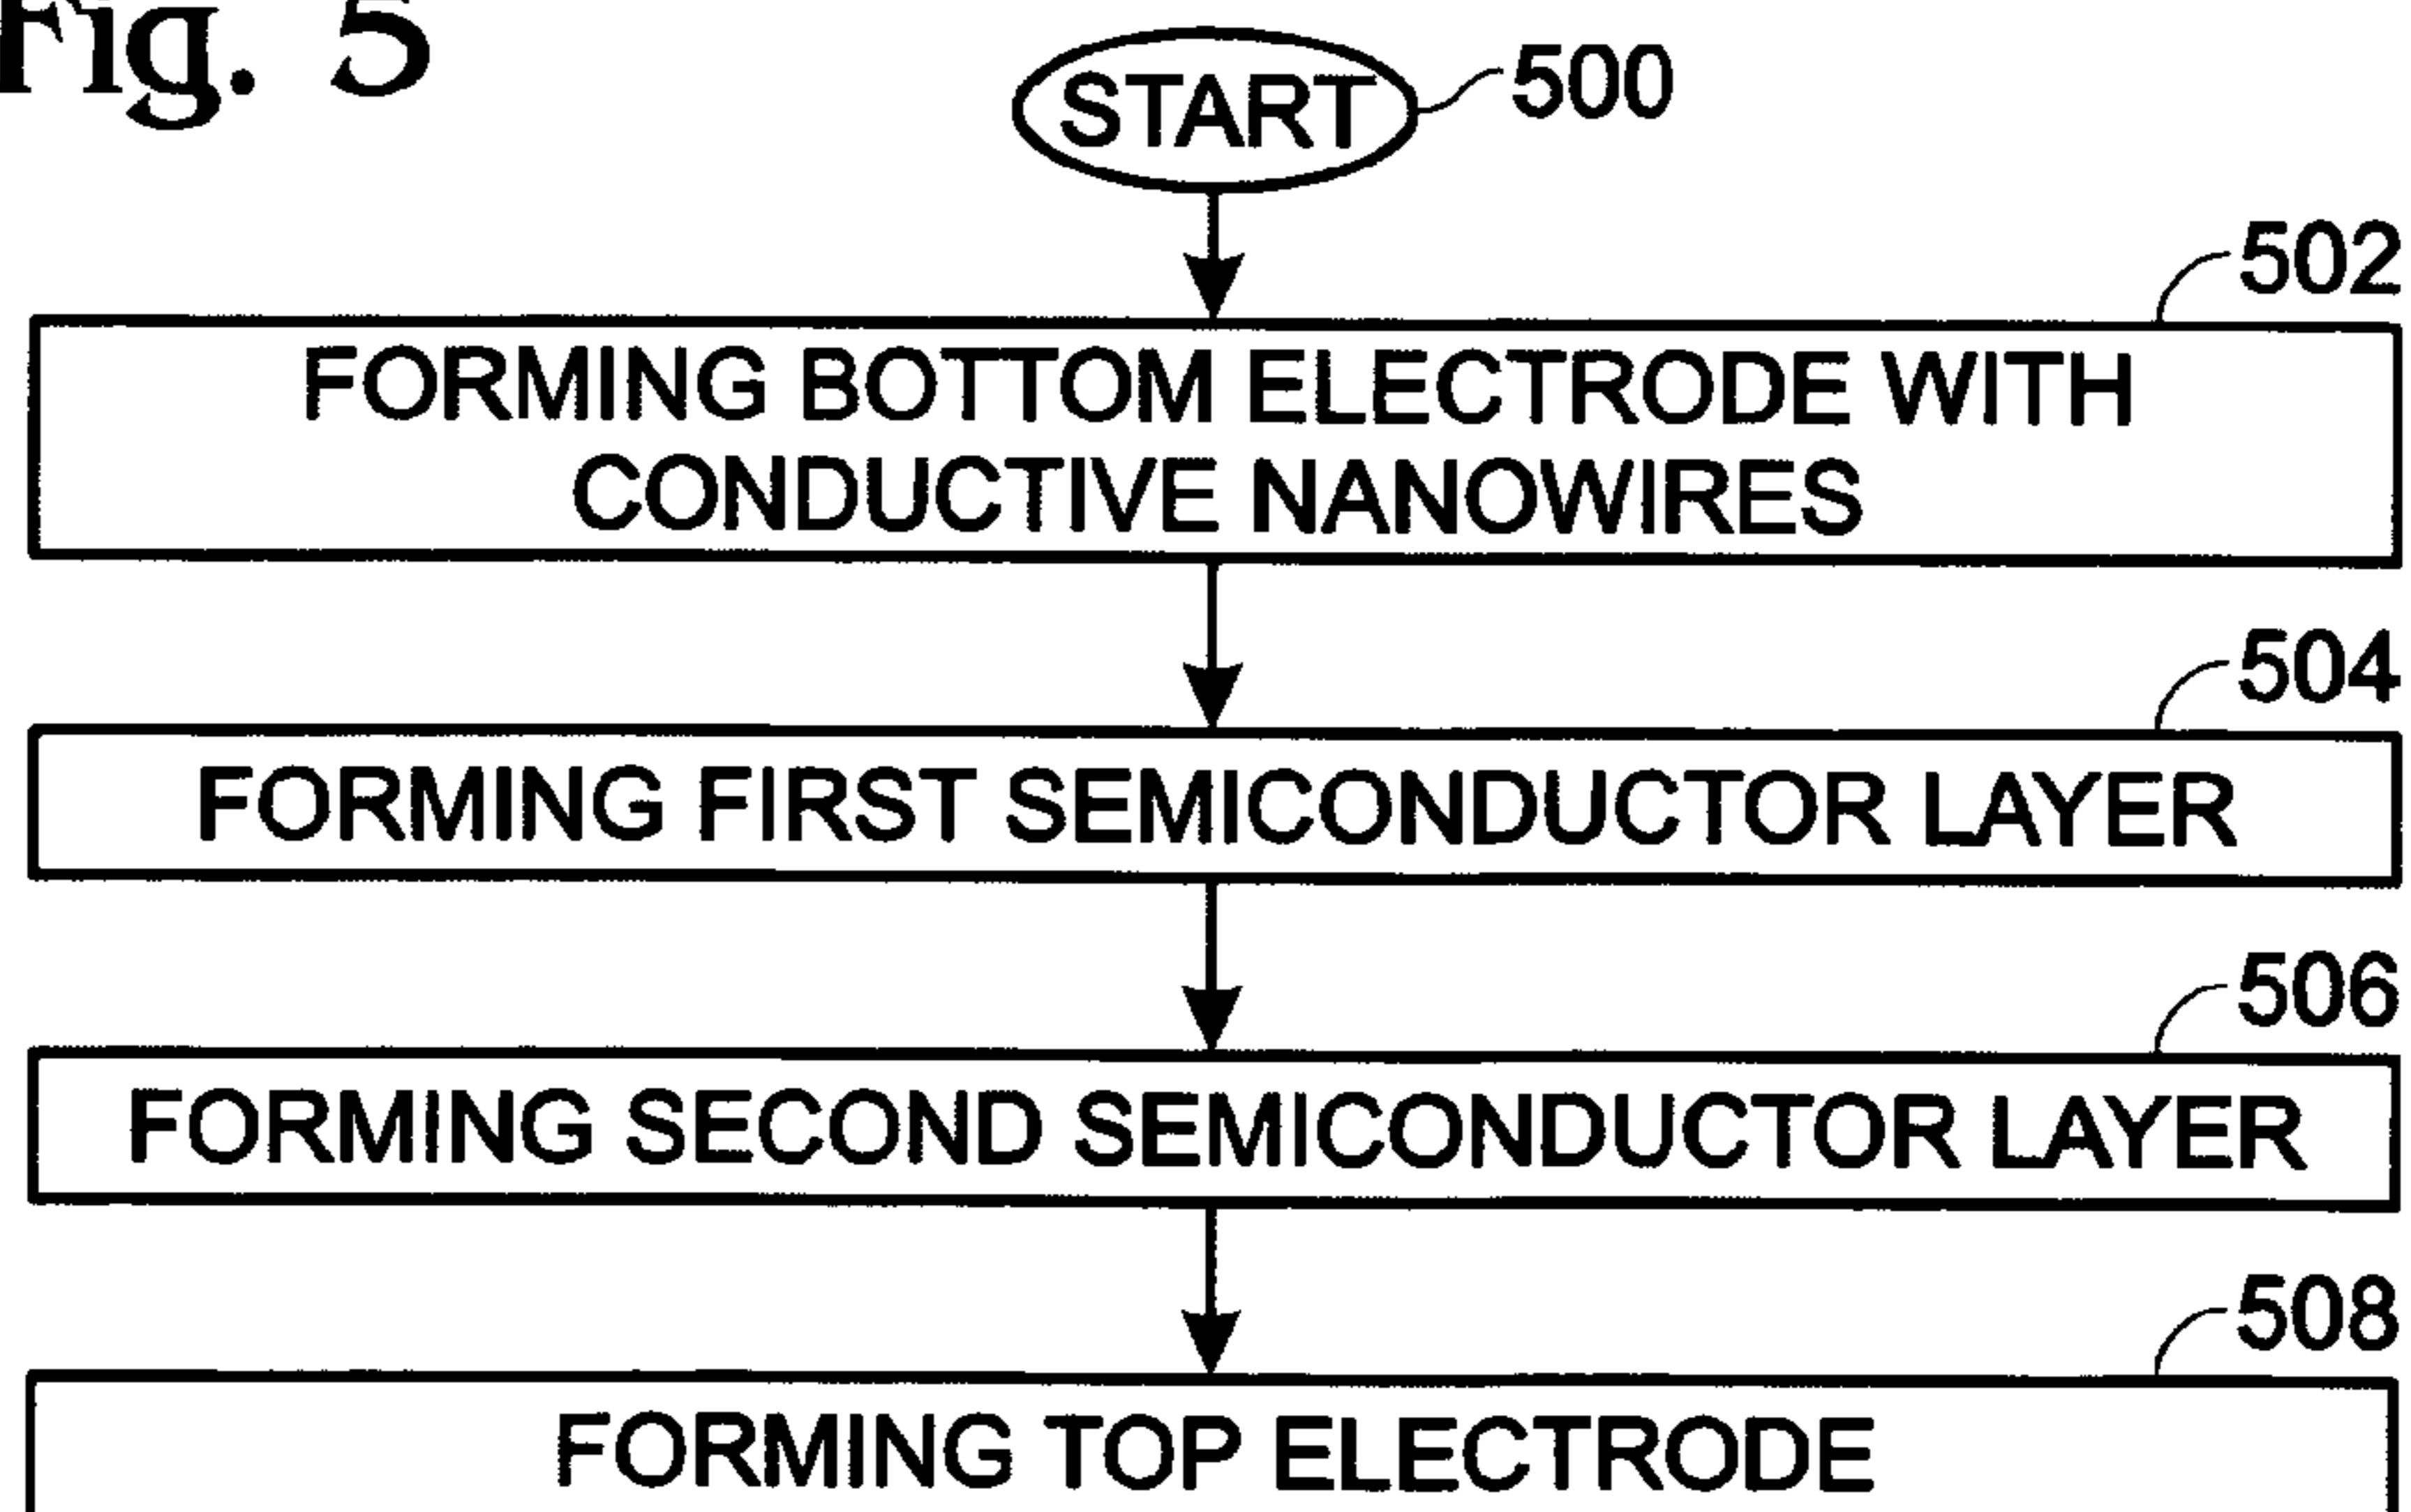 Fig. 5
START
500
502
FORMING BOTTOM ELECTRODE WITH
CONDUCTIVE NANOWIRES
504
FORMING FIRST SEMICONDUCTOR LAYER
506
FORMING SECOND SEMICONDUCTOR LAYER
508
FORMING TOP ELECTRODE